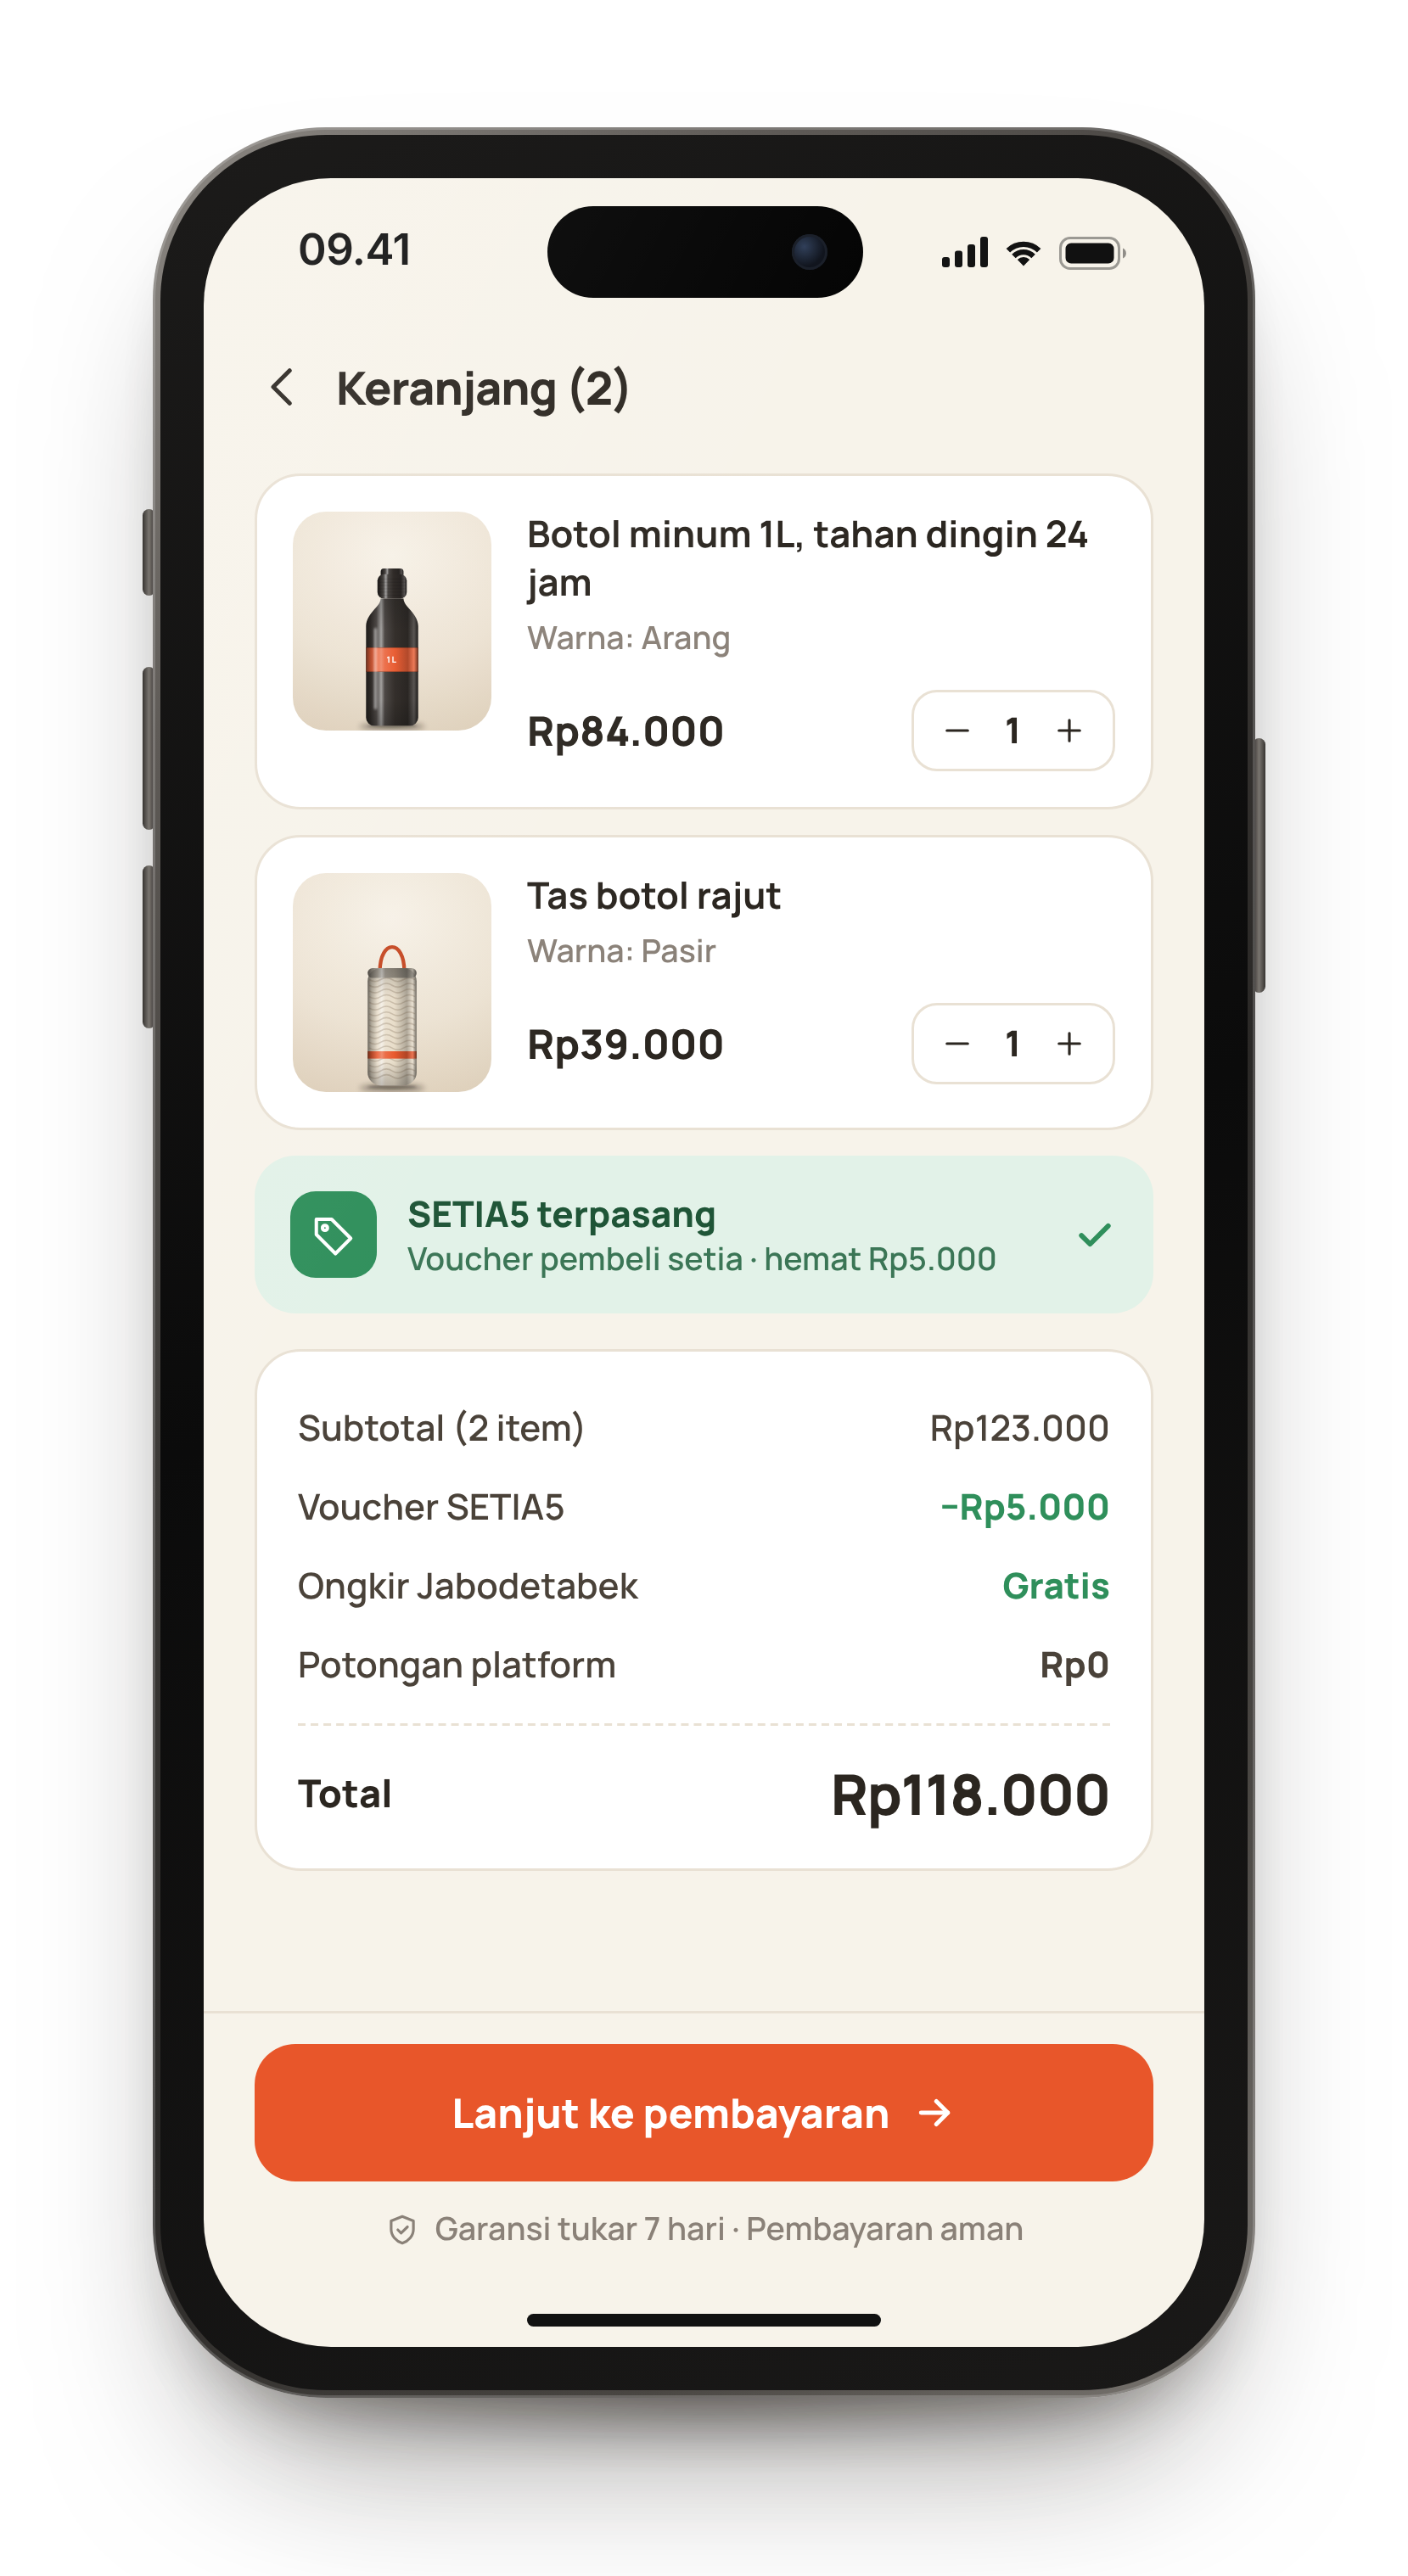 09.41
Keranjang (2)
Botol minum 1L, tahan dingin 24
jam
Warna: Arang
1L
Rp84.000
− 1 +
Tas botol rajut
Warna: Pasir
Rp39.000
− 1 +
SETIA5 terpasang
Voucher pembeli setia · hemat Rp5.000
Subtotal (2 item) Rp123.000
Voucher SETIA5 −Rp5.000
Ongkir Jabodetabek Gratis
Potongan platform Rp0
Total Rp118.000
Lanjut ke pembayaran →
Garansi tukar 7 hari · Pembayaran aman